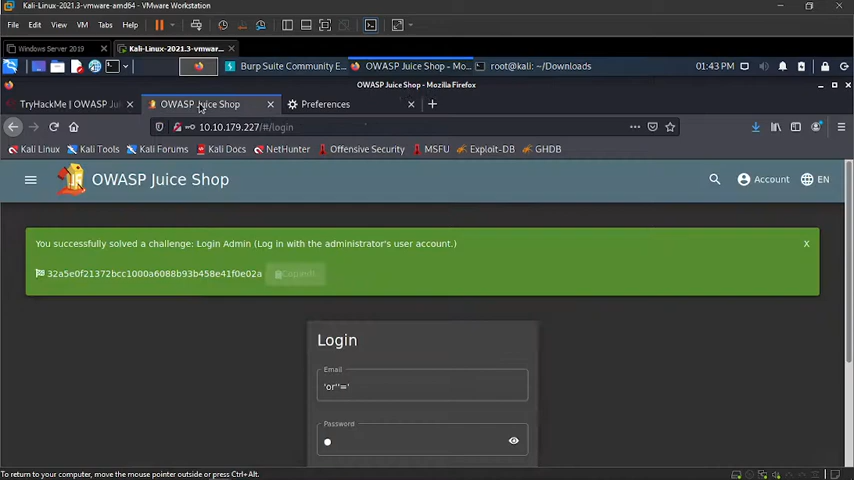 Kali-Linux-2021.3-vmware-amd64 - VMware Workstation
File Edit View VM Tabs Help
Windows Server 2019 Kali-Linux-2021.3-vmwar...
Burp Suite Community E... OWASP Juice Shop - Mo... root@kali: ~/Downloads 01:43 PM
OWASP Juice Shop - Mozilla Firefox
TryHackMe | OWASP Jui OWASP Juice Shop Preferences
10.10.179.227/#/login
Kali Linux Kali Tools Kali Forums Kali Docs NetHunter Offensive Security MSFU Exploit-DB GHDB
OWASP Juice Shop Account EN
You successfully solved a challenge: Login Admin (Log in with the administrator's user account.) X
32a5e0f21372bcc1000a6088b93b458e41f0e02a
Login
Email
'or''='
Password
To return to your computer, move the mouse pointer outside or press Ctrl+Alt.